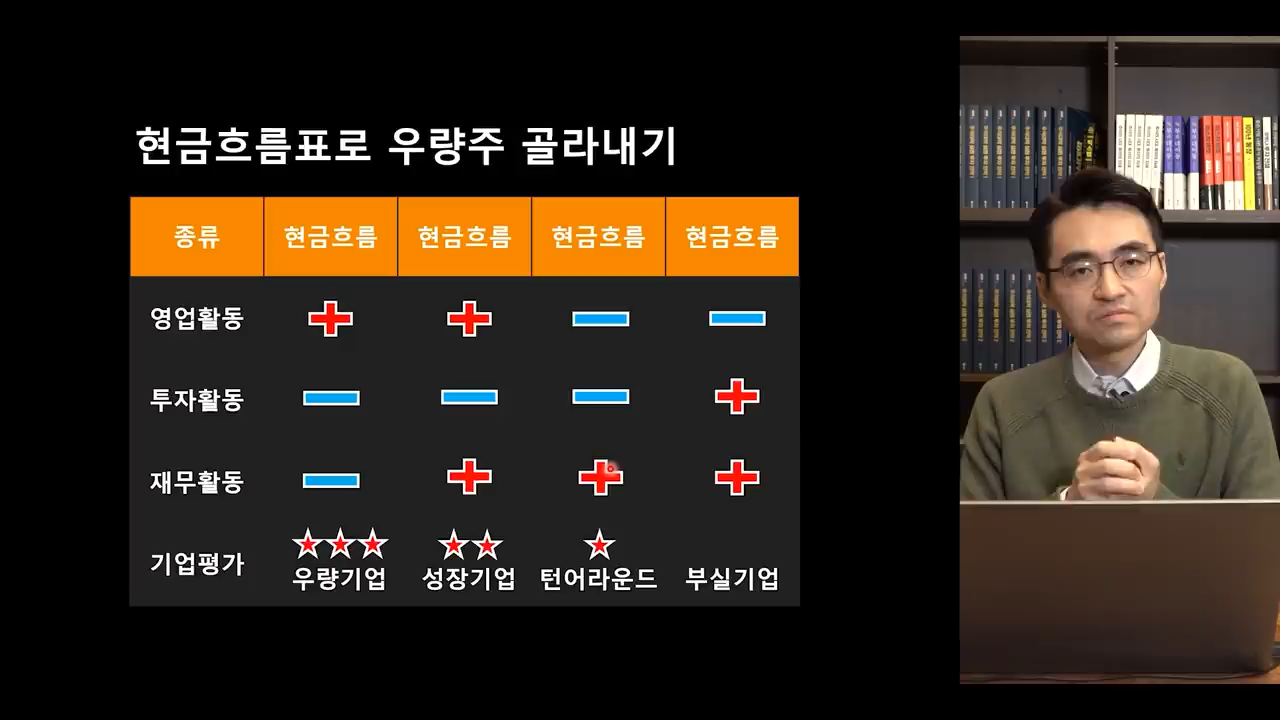 현금흐름표로 우량주 골라내기
종류 현금흐름 현금흐름 현금흐름 현금흐름
영업활동 + + - -
투자활동 - - - +
재무활동 - + + +
기업평가 ★★★ ★★ ★
우량기업 성장기업 턴어라운드 부실기업